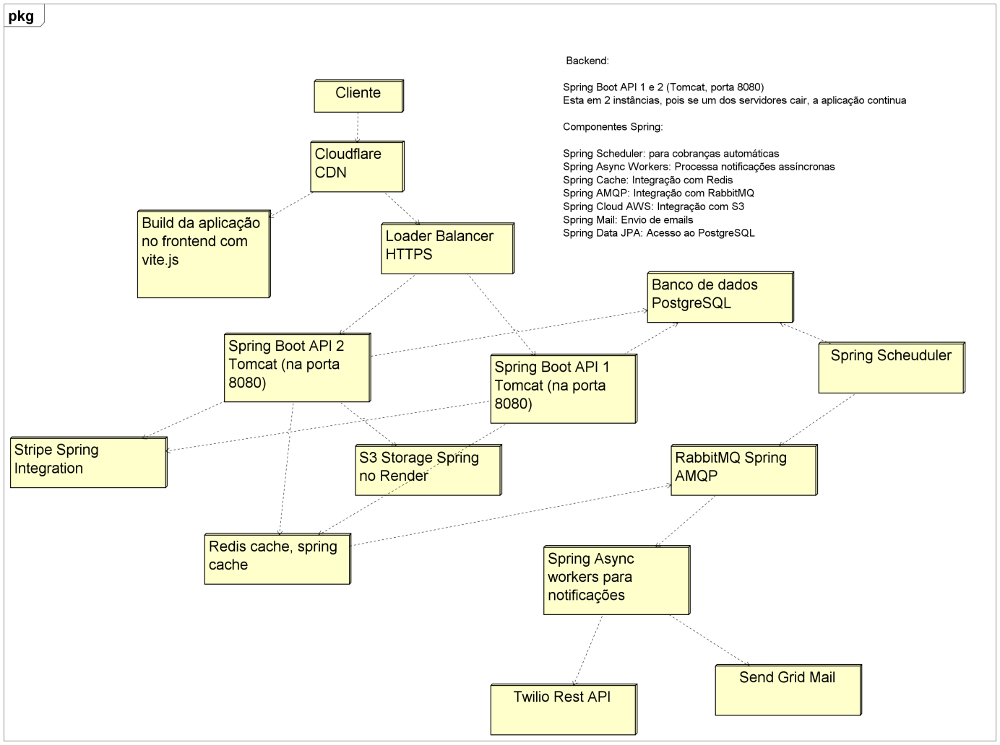 pkg
Backend:
Spring Boot API 1 e 2 (Tomcat, porta 8080)
Esta em 2 instâncias, pois se um dos servidores cair, a aplicação continua
Componentes Spring:
Spring Scheduler: para cobranças automáticas
Spring Async Workers: Processa notificações assíncronas
Spring Cache: Integração com Redis
Spring AMQP: Integração com RabbitMQ
Spring Cloud AWS: Integração com S3
Spring Mail: Envio de emails
Spring Data JPA: Acesso ao PostgreSQL
Cliente
Cloudflare
CDN
Build da aplicação
no frontend com
vite.js
Loader Balancer
HTTPS
Banco de dados
PostgreSQL
Spring Boot API 2
Tomcat (na porta
8080)
Spring Boot API 1
Tomcat (na porta
8080)
Spring Scheuduler
Stripe Spring
Integration
S3 Storage Spring
no Render
RabbitMQ Spring
AMQP
Redis cache, spring
cache
Spring Async
workers para
notificações
Twilio Rest API
Send Grid Mail